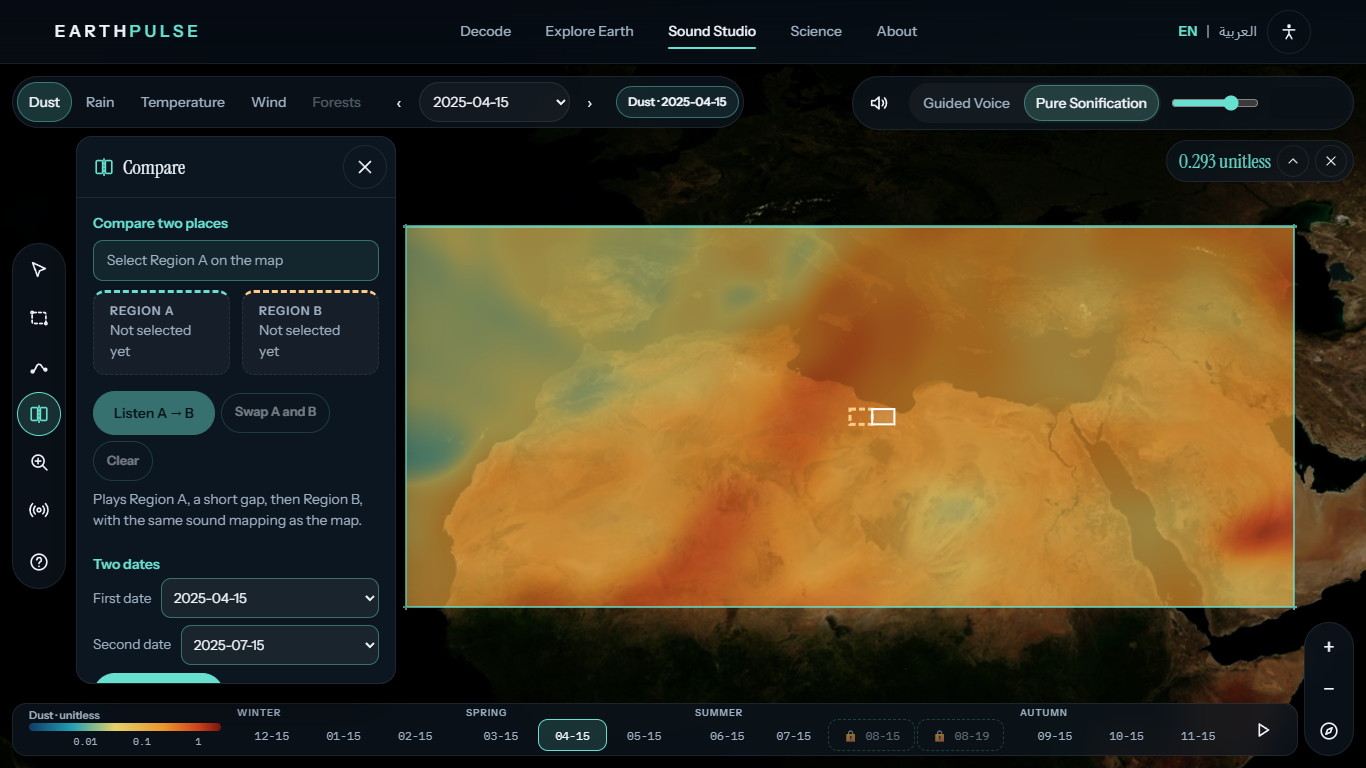 EARTHPULSE
Decode
Explore Earth
Sound Studio
Science
About
EN | العربية
Dust
Rain
Temperature
Wind
Forests
‹
2025-04-15
›
Dust · 2025-04-15
Guided Voice
Pure Sonification
Compare
0.293 unitless
Compare two places
Select Region A on the map
REGION A
Not selected
yet
REGION B
Not selected
yet
Listen A → B
Swap A and B
Clear
Plays Region A, a short gap, then Region B,
with the same sound mapping as the map.
Two dates
First date
2025-04-15
Second date
2025-07-15
+
−
Dust · unitless
0.01
0.1
1
WINTER
12-15
01-15
02-15
SPRING
03-15
04-15
05-15
SUMMER
06-15
07-15
08-15
08-19
AUTUMN
09-15
10-15
11-15